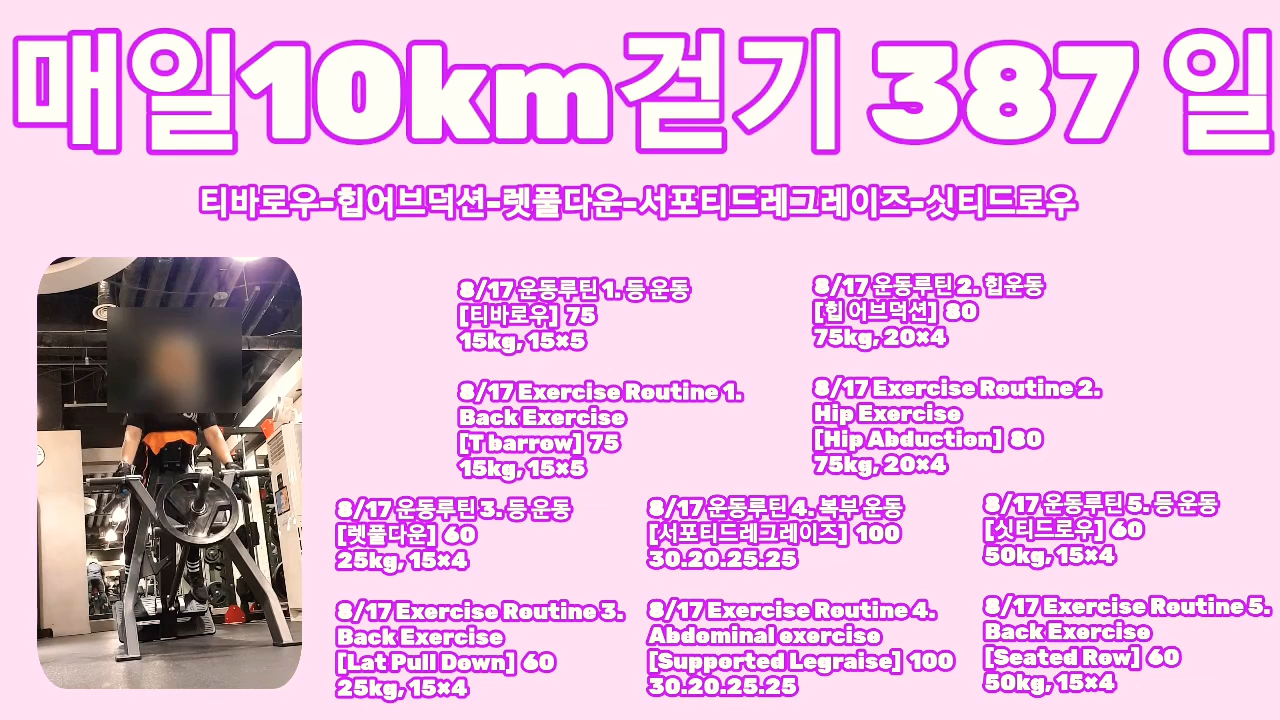 매일10km걷기 387 일
티바로우-힙어브덕션-렛풀다운-서포티드레그레이즈-싯티드로우
8/17 운동루틴 1. 등 운동
[티바로우] 75
15kg, 15×5
8/17 Exercise Routine 1.
Back Exercise
[T barrow] 75
15kg, 15×5
8/17 운동루틴 2. 힙운동
[힙 어브덕션] 80
75kg, 20×4
8/17 Exercise Routine 2.
Hip Exercise
[Hip Abduction] 80
75kg, 20×4
8/17 운동루틴 3. 등 운동
[렛풀다운] 60
25kg, 15×4
8/17 Exercise Routine 3.
Back Exercise
[Lat Pull Down] 60
25kg, 15×4
8/17 운동루틴 4. 복부 운동
[서포티드레그레이즈] 100
30.20.25.25
8/17 Exercise Routine 4.
Abdominal exercise
[Supported Legraise] 100
30.20.25.25
8/17 운동루틴 5. 등 운동
[싯티드로우] 60
50kg, 15×4
8/17 Exercise Routine 5.
Back Exercise
[Seated Row] 60
50kg, 15×4